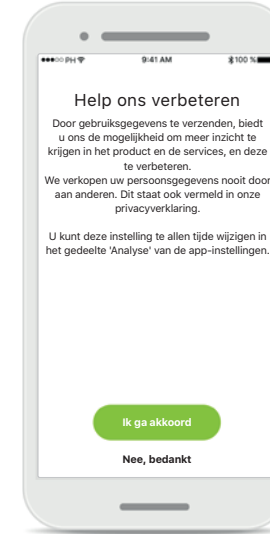 PH 9:41 AM 100 %
Help ons verbeteren
Door gebruiksgegevens te verzenden, biedt
u ons de mogelijkheid om meer inzicht te
krijgen in het product en de services, en deze
te verbeteren.
We verkopen uw persoonsgegevens nooit door
aan anderen. Dit staat ook vermeld in onze
privacyverklaring.
U kunt deze instelling te allen tijde wijzigen in
het gedeelte 'Analyse' van de app-instellingen.
Ik ga akkoord
Nee, bedankt